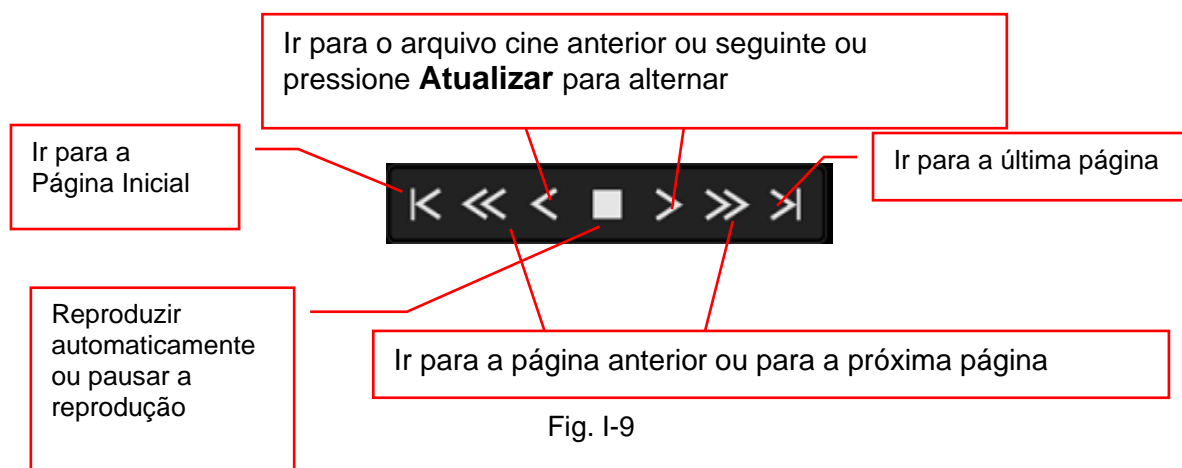 Ir para o arquivo cine anterior ou seguinte ou
pressione Atualizar para alternar
Ir para a
Página Inicial
Ir para a última página
Reproduzir
automaticamente
ou pausar a
reprodução
Ir para a página anterior ou para a próxima página
Fig. I-9